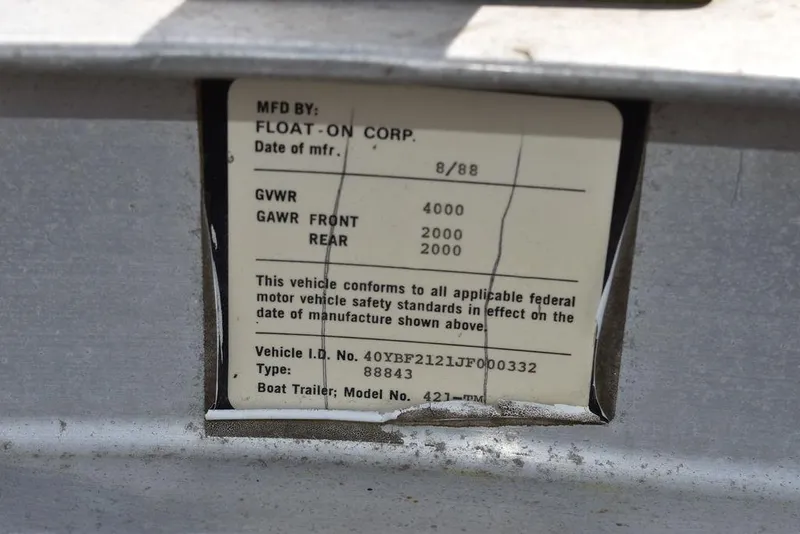 MFD BY:
FLOAT-ON CORP.
Date of mfr.
8/88
GVWR 4000
GAWR FRONT 2000
REAR 2000
This vehicle conforms to all applicable federal
motor vehicle safety standards in effect on the
date of manufacture shown above.
Vehicle I.D. No. 40YBF2121JF000332
Type: 88843
Boat Trailer; Model No. 421-TM